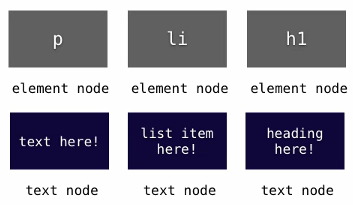 p li h1
element node element node element node
text here! list item here! heading here!
text node text node text node